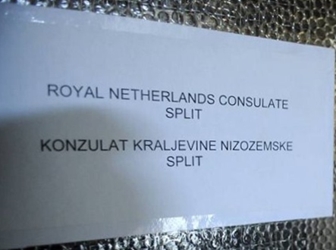 ROYAL NETHERLANDS CONSULATE
SPLIT
KONZULAT KRALJEVINE NIZOZEMSKE
SPLIT